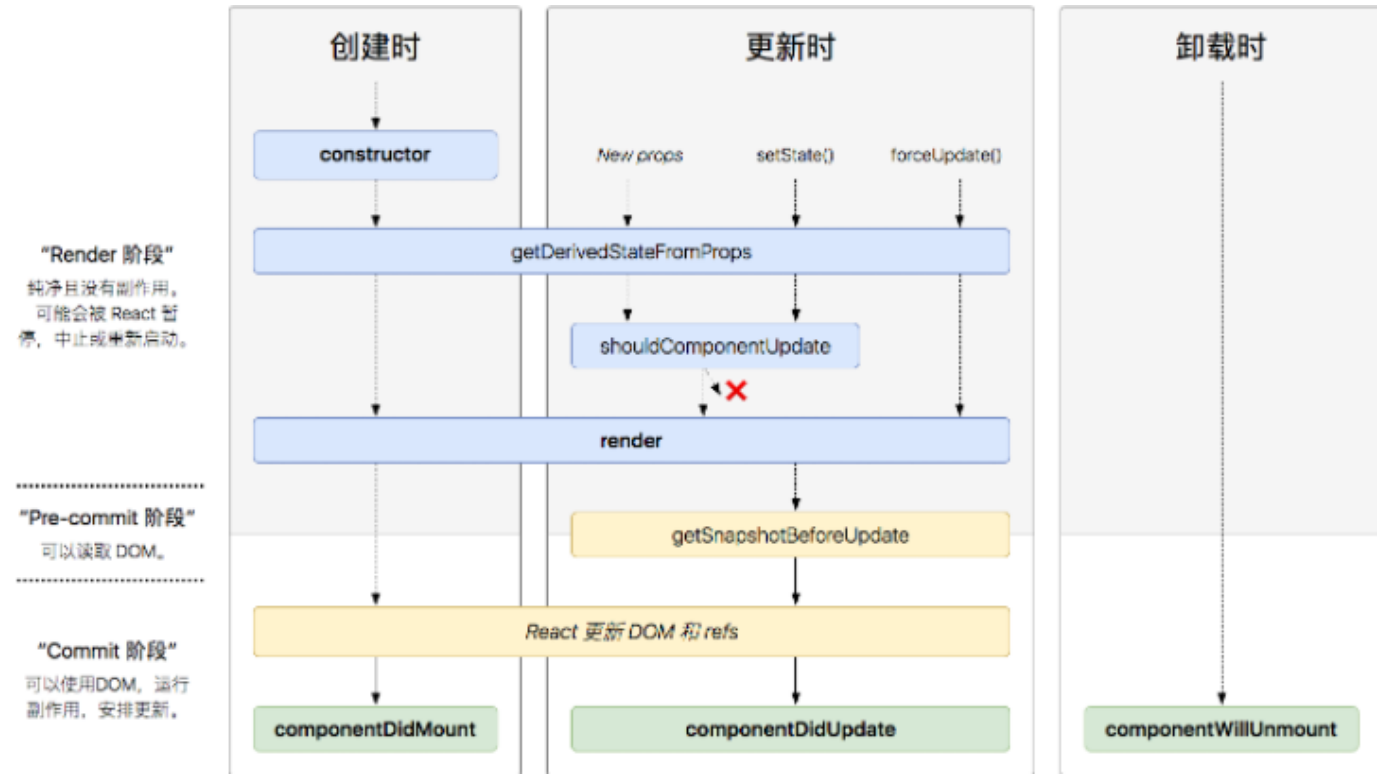 创建时
更新时
卸载时
constructor
New props
setState()
forceUpdate()
“Render 阶段”
纯净且没有副作用。
可能会被 React 暂
停，中止或重新启动。
getDerivedStateFromProps
shouldComponentUpdate
render
“Pre-commit 阶段”
可以读取 DOM。
getSnapshotBeforeUpdate
React 更新 DOM 和 refs
“Commit 阶段”
可以使用DOM，运行
副作用，安排更新。
componentDidMount
componentDidUpdate
componentWillUnmount